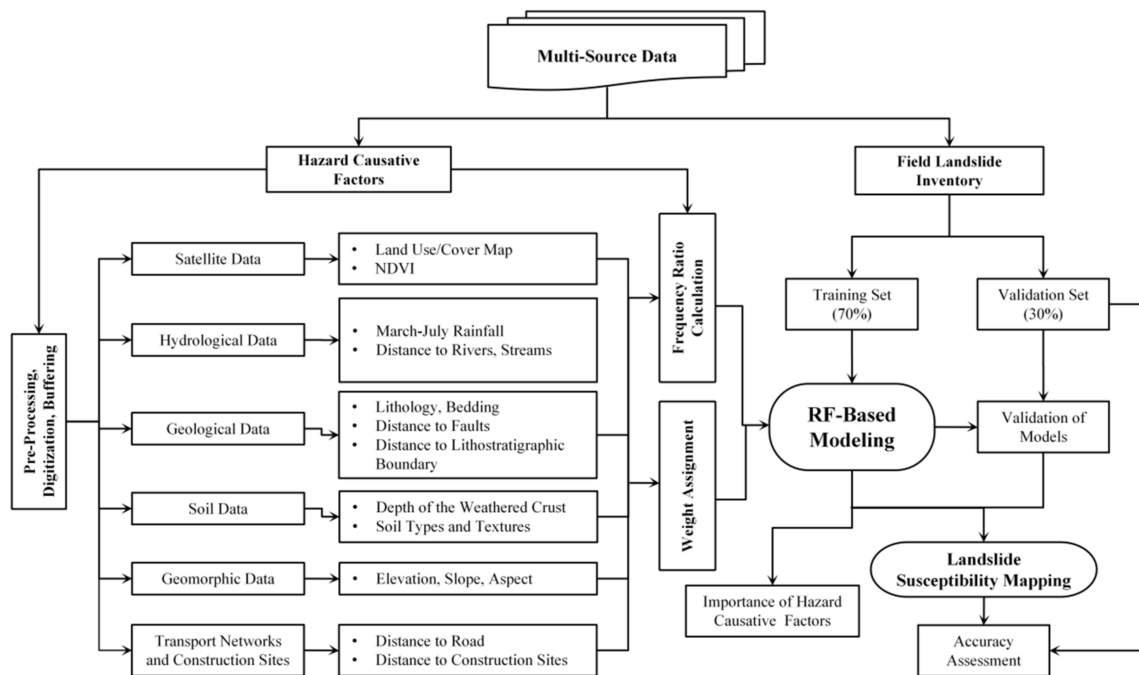 Multi-Source Data
Hazard Causative
Factors
Field Landslide
Inventory
Pre-Processing,
Digitization, Buffering
Satellite Data
• Land Use/Cover Map
• NDVI
Hydrological Data
• March-July Rainfall
• Distance to Rivers, Streams
Geological Data
• Lithology, Bedding
• Distance to Faults
• Distance to Lithostratigraphic
Boundary
Soil Data
• Depth of the Weathered Crust
• Soil Types and Textures
Geomorphic Data
• Elevation, Slope, Aspect
Transport Networks
and Construction Sites
• Distance to Road
• Distance to Construction Sites
Frequency Ratio
Calculation
Weight Assignment
Training Set
(70%)
Validation Set
(30%)
RF-Based
Modeling
Validation of
Models
Landslide
Susceptibility Mapping
Importance of Hazard
Causative Factors
Accuracy
Assessment